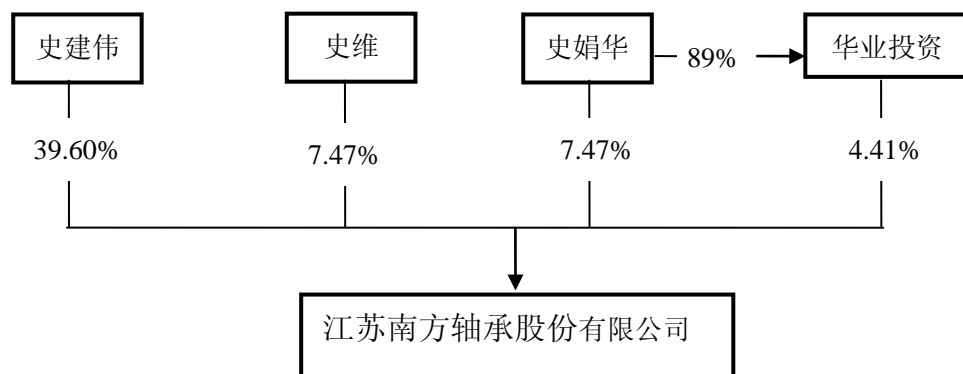 史建伟
史维
史娟华
89%
华业投资
39.60%
7.47%
7.47%
4.41%
江苏南方轴承股份有限公司